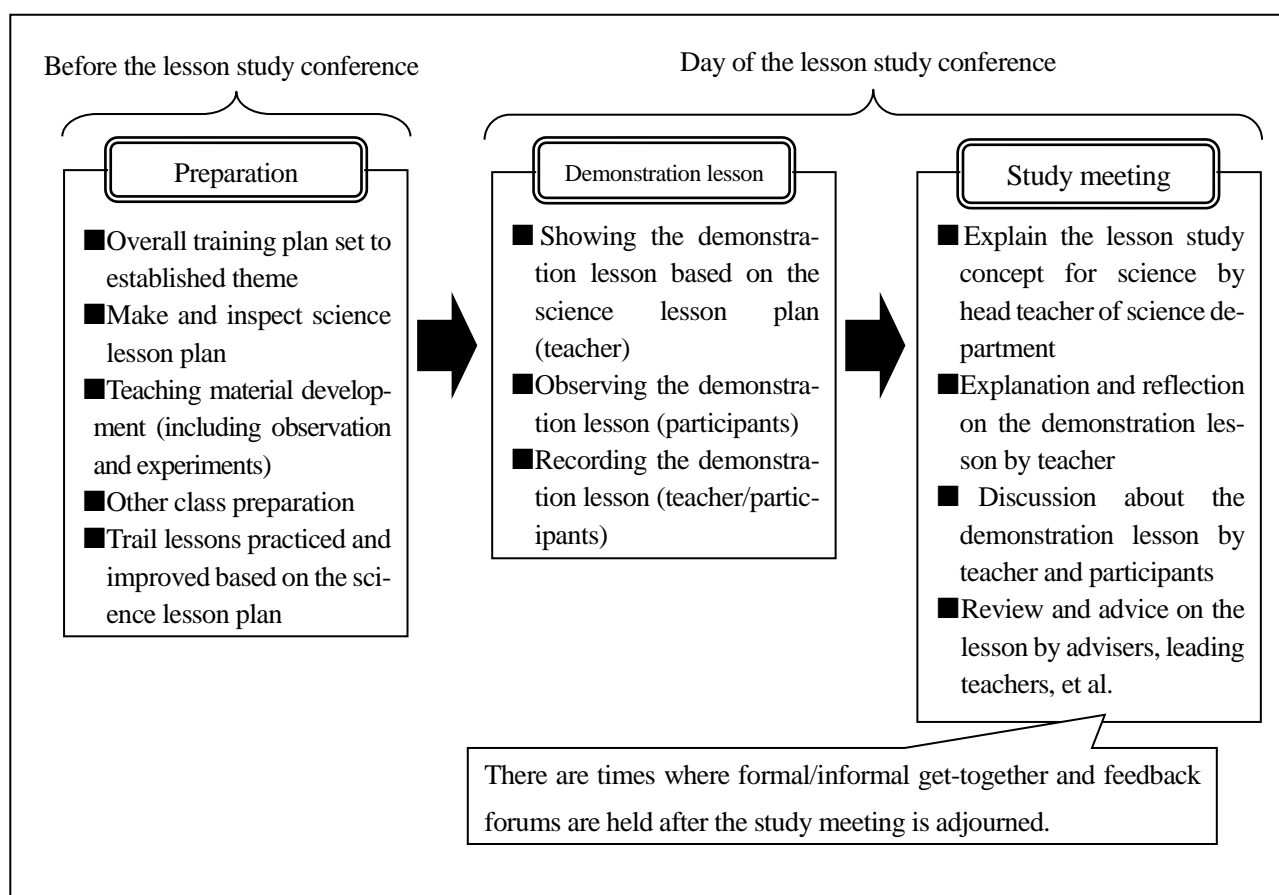 Before the lesson study conference
Day of the lesson study conference
Preparation
■Overall training plan set to
established theme
■Make and inspect science
lesson plan
■Teaching material develop-
ment (including observation
and experiments)
■Other class preparation
■Trail lessons practiced and
improved based on the sci-
ence lesson plan
Demonstration lesson
■ Showing the demonstra-
tion lesson based on the
science lesson plan
(teacher)
■Observing the demonstra-
tion lesson (participants)
■Recording the demonstra-
tion lesson (teacher/partic-
ipants)
Study meeting
■ Explain the lesson study
concept for science by
head teacher of science de-
partment
■Explanation and reflection
on the demonstration les-
son by teacher
■ Discussion about the
demonstration lesson by
teacher and participants
■Review and advice on the
lesson by advisers, leading
teachers, et al.
There are times where formal/informal get-together and feedback
forums are held after the study meeting is adjourned.